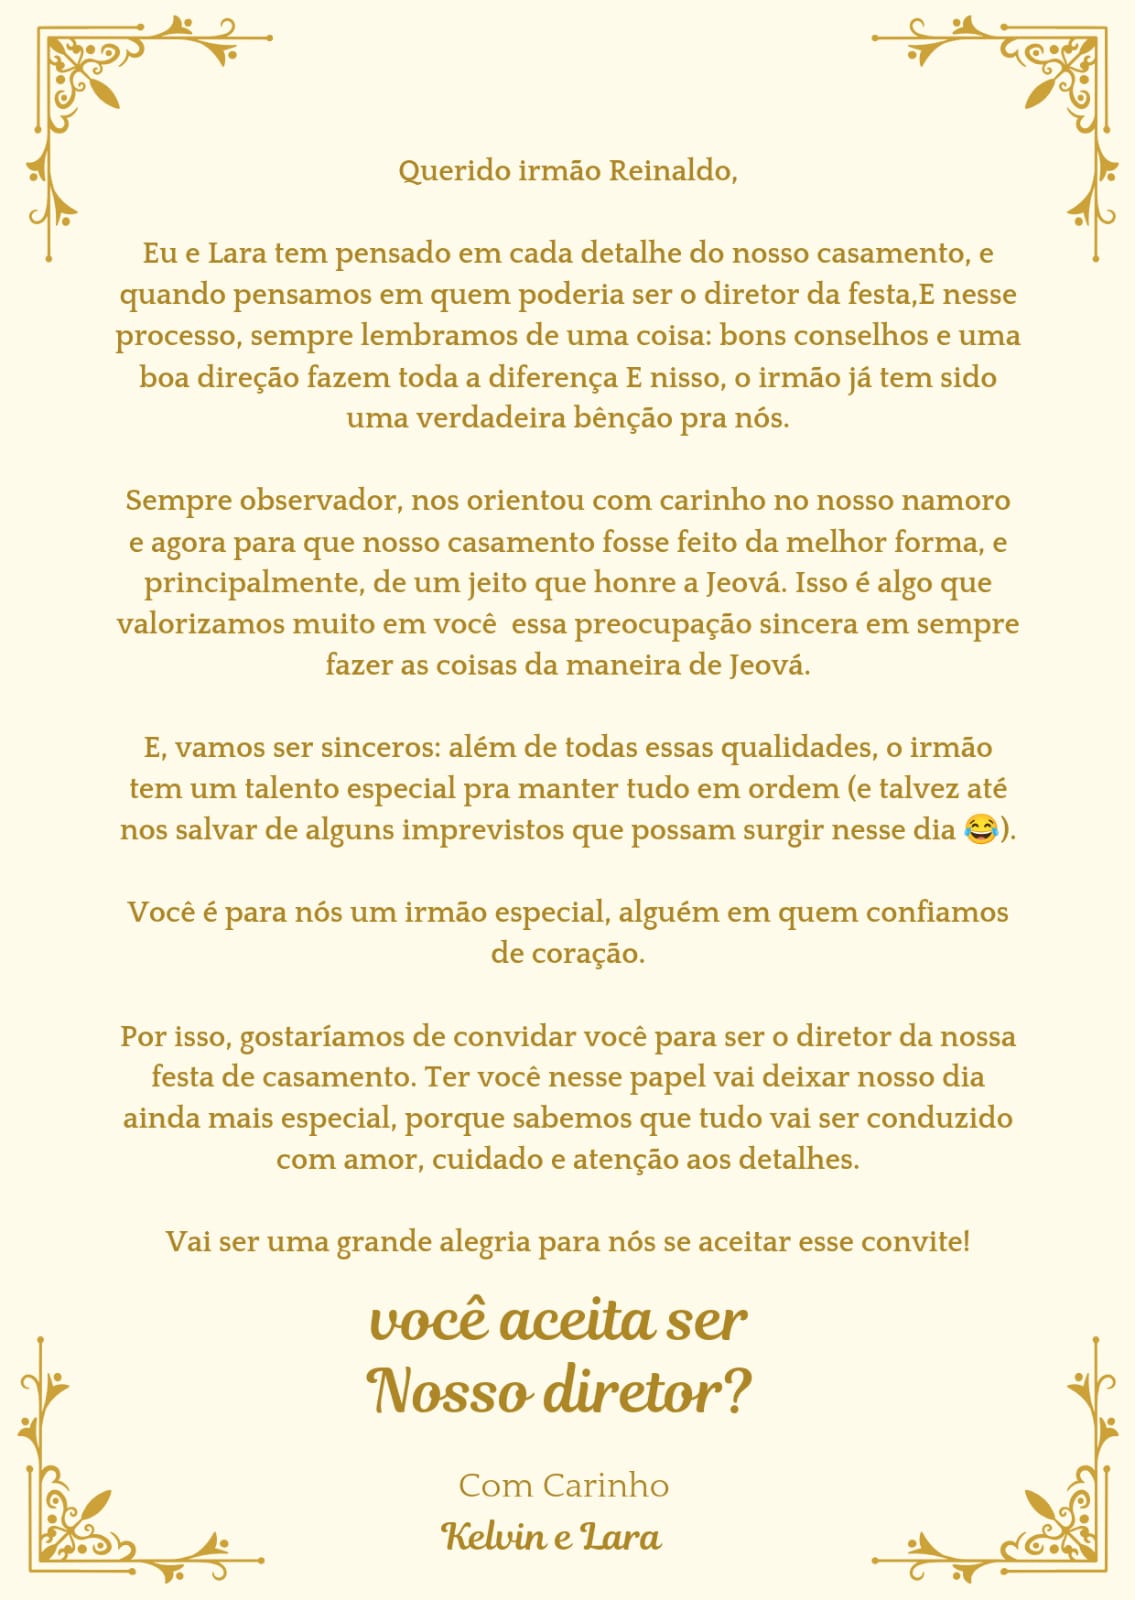 Querido irmão Reinaldo,
Eu e Lara tem pensado em cada detalhe do nosso casamento, e
quando pensamos em quem poderia ser o diretor da festa,E nesse
processo, sempre lembramos de uma coisa: bons conselhos e uma
boa direção fazem toda a diferença E nisso, o irmão já tem sido
uma verdadeira bênção pra nós.
Sempre observador, nos orientou com carinho no nosso namoro
e agora para que nosso casamento fosse feito da melhor forma, e
principalmente, de um jeito que honre a Jeová. Isso é algo que
valorizamos muito em você  essa preocupação sincera em sempre
fazer as coisas da maneira de Jeová.
E, vamos ser sinceros: além de todas essas qualidades, o irmão
tem um talento especial pra manter tudo em ordem (e talvez até
nos salvar de alguns imprevistos que possam surgir nesse dia 😂).
Você é para nós um irmão especial, alguém em quem confiamos
de coração.
Por isso, gostaríamos de convidar você para ser o diretor da nossa
festa de casamento. Ter você nesse papel vai deixar nosso dia
ainda mais especial, porque sabemos que tudo vai ser conduzido
com amor, cuidado e atenção aos detalhes.
Vai ser uma grande alegria para nós se aceitar esse convite!
você aceita ser
Nosso diretor?
Com Carinho
Kelvin e Lara